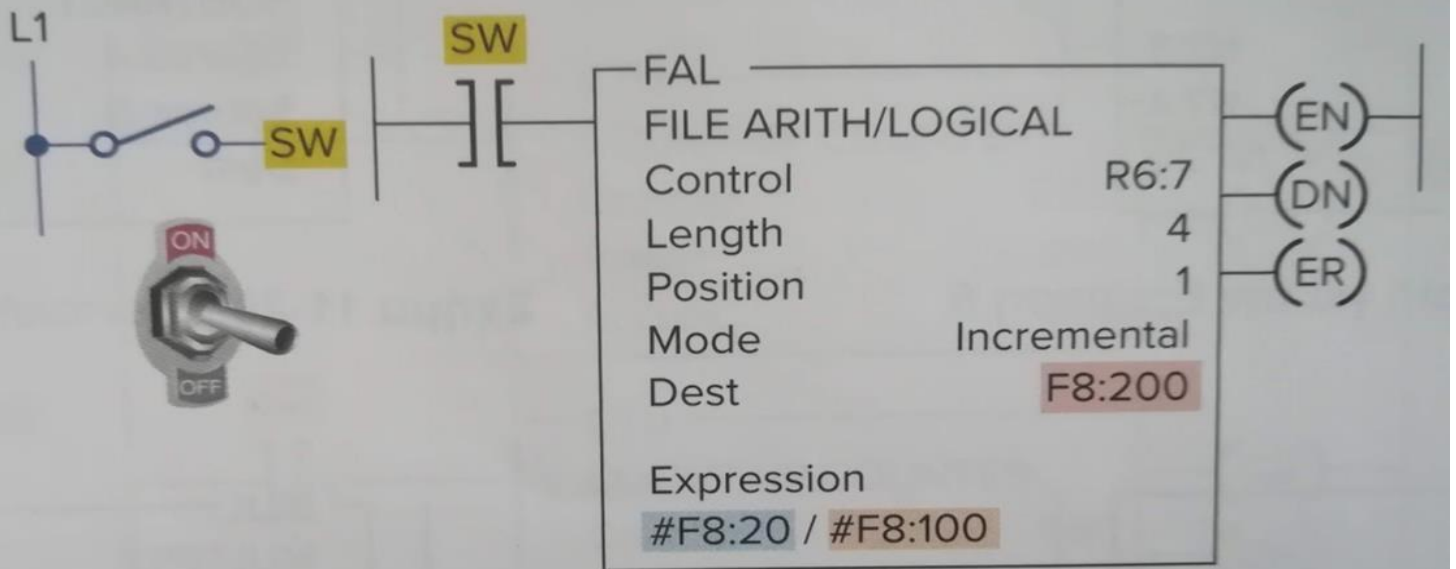 L1
SW
SW
ON
OFF
FAL
FILE ARITH/LOGICAL
Control R6:7
Length 4
Position 1
Mode Incremental
Dest F8:200
Expression
#F8:20 / #F8:100
EN
DN
ER